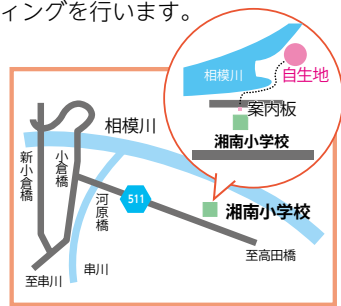 ィングを行います。
相模川
自生地
案内板
湘南小学校
相模川
新小倉橋
小倉橋
河原橋
511
湘南小学校
至高田橋
串川
至串川